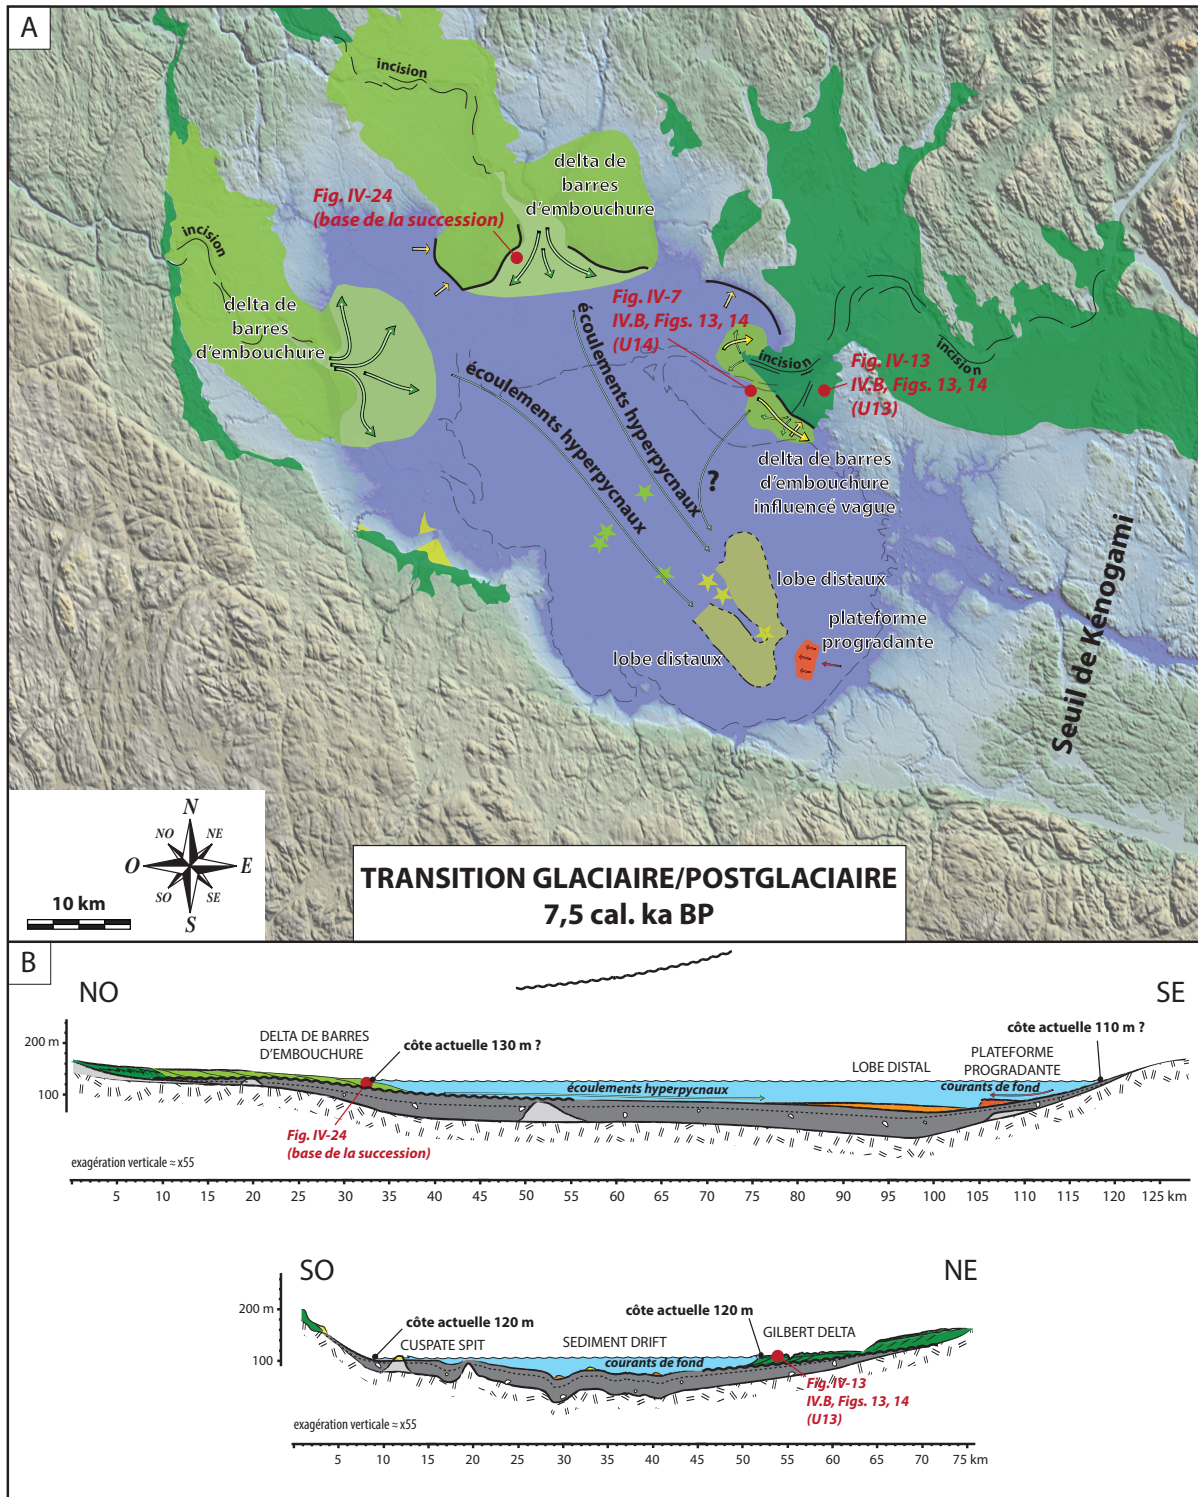 A
incision
delta de
barres
d'embouchure
Fig. IV-24
(base de la succession)
incision
delta de
barres
d'embouchure
Fig. IV-7
IV.B, Figs. 13, 14
(U14)
incision
incision
Fig. IV-13
IV.B, Figs. 13, 14
(U13)
écoulements hyperpycnaux
écoulements hyperpycnaux
?
delta de barres
d'embouchure
influencé vague
lobe distaux
plateforme
progradante
lobe distaux
Seuil de Kénogami
N
NO
NE
O
E
SO
SE
S
10 km
TRANSITION GLACIAIRE/POSTGLACIAIRE
7,5 cal. ka BP
B
NO
SE
200 m
100
DELTA DE BARRES
D'EMBOUCHURE
côte actuelle 130 m ?
côte actuelle 110 m ?
LOBE DISTAL
PLATEFORME
PROGRADANTE
écoulements hyperpycnaux
courants de fond
Fig. IV-24
(base de la succession)
exagération verticale ≈ x55
5 10 15 20 25 30 35 40 45 50 55 60 65 70 75 80 85 90 95 100 105 110 115 120 125 km
SO
NE
200 m
100
côte actuelle 120 m
côte actuelle 120 m
CUSPATE SPIT
SEDIMENT DRIFT
GILBERT DELTA
courants de fond
Fig. IV-13
IV.B, Figs. 13, 14
(U13)
exagération verticale ≈ x55
5 10 15 20 25 30 35 40 45 50 55 60 65 70 75 km